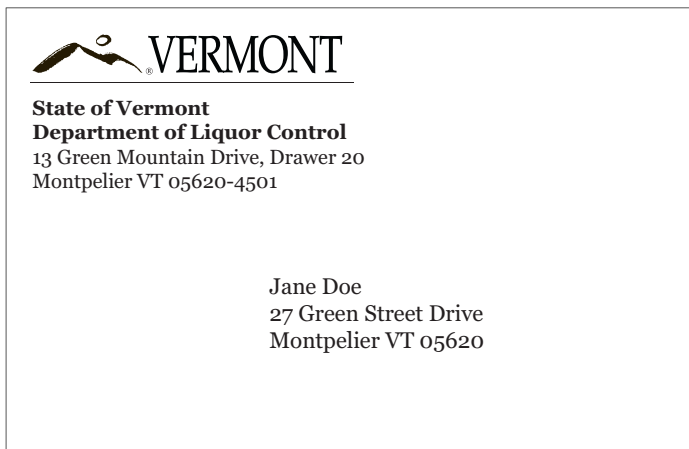 ® VERMONT
State of Vermont
Department of Liquor Control
13 Green Mountain Drive, Drawer 20
Montpelier VT 05620-4501
Jane Doe
27 Green Street Drive
Montpelier VT 05620